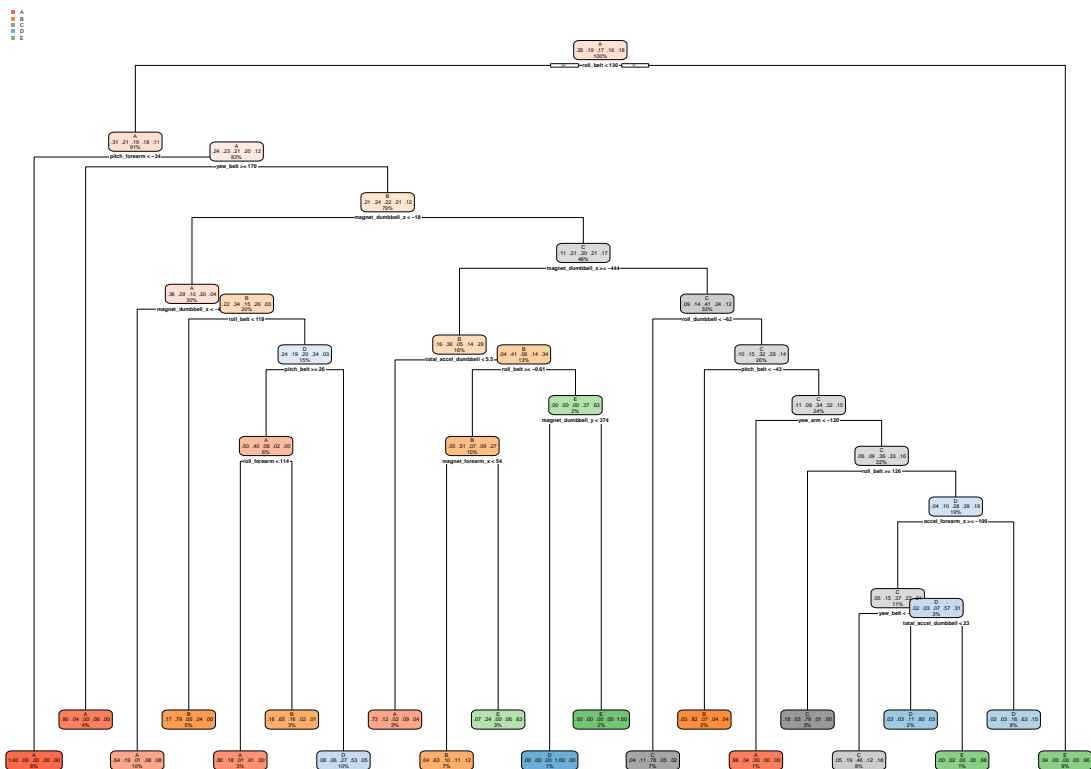 A
B
C
D
E
A
.28 .19 .17 .16 .18
100%
roll_belt < 130
A
.31 .21 .19 .18 .11
91%
pitch_forearm < −34
A
.24 .23 .21 .20 .12
83%
yaw_belt >= 170
B
.21 .24 .22 .21 .12
79%
magnet_dumbbell_z < −18
C
.11 .21 .30 .21 .17
48%
magnet_dumbbell_x >= −444
A
.36 .29 .10 .20 .04
30%
magnet_dumbbell_x <
B
.22 .34 .15 .26 .03
20%
roll_belt < 118
C
.09 .14 .41 .24 .12
33%
roll_dumbbell < −62
D
.24 .19 .20 .34 .03
15%
pitch_belt >= 26
B
.16 .36 .05 .14 .29
16%
total_accel_dumbbell < 5.5
B
.04 .41 .06 .14 .34
13%
roll_belt >= −0.61
C
.10 .15 .32 .29 .14
26%
pitch_belt < −43
E
.00 .00 .00 .37 .63
2%
magnet_dumbbell_y < 374
C
.11 .09 .34 .32 .15
24%
yaw_arm < −120
A
.50 .40 .08 .02 .00
6%
roll_forearm < 114
B
.05 .51 .07 .09 .27
10%
magnet_forearm_x < 54
C
.06 .09 .36 .33 .16
22%
roll_belt >= 126
D
.04 .10 .28 .39 .19
19%
accel_forearm_x >= −100
C
.05 .15 .37
11%
yaw_belt <
D
.02 .03 .07 .57 .31
3%
total_accel_dumbbell < 23
A
.90 .04 .00 .06 .00
4%
B
.17 .79 .00 .04 .00
5%
B
.16 .65 .16 .02 .01
3%
A
.73 .12 .02 .09 .04
3%
E
.07 .24 .00 .06 .63
3%
E
.00 .00 .00 .00 1.00
2%
B
.03 .82 .07 .04 .04
2%
C
.18 .03 .79 .01 .00
3%
D
.03 .03 .11 .80 .03
2%
D
.02 .03 .16 .63 .15
8%
A
1.00 .00 .00 .00 .00
8%
A
.64 .19 .01 .08 .08
10%
A
.80 .18 .01 .01 .00
3%
D
.08 .06 .27 .53 .05
10%
B
.04 .63 .10 .11 .12
7%
D
.00 .00 .00 1.00 .00
1%
C
.04 .11 .78 .05 .02
7%
A
.96 .04 .00 .00 .00
1%
C
.05 .19 .46 .12 .18
8%
E
.00 .02 .00 .00 .98
1%
E
.04 .00 .00 .00
9%